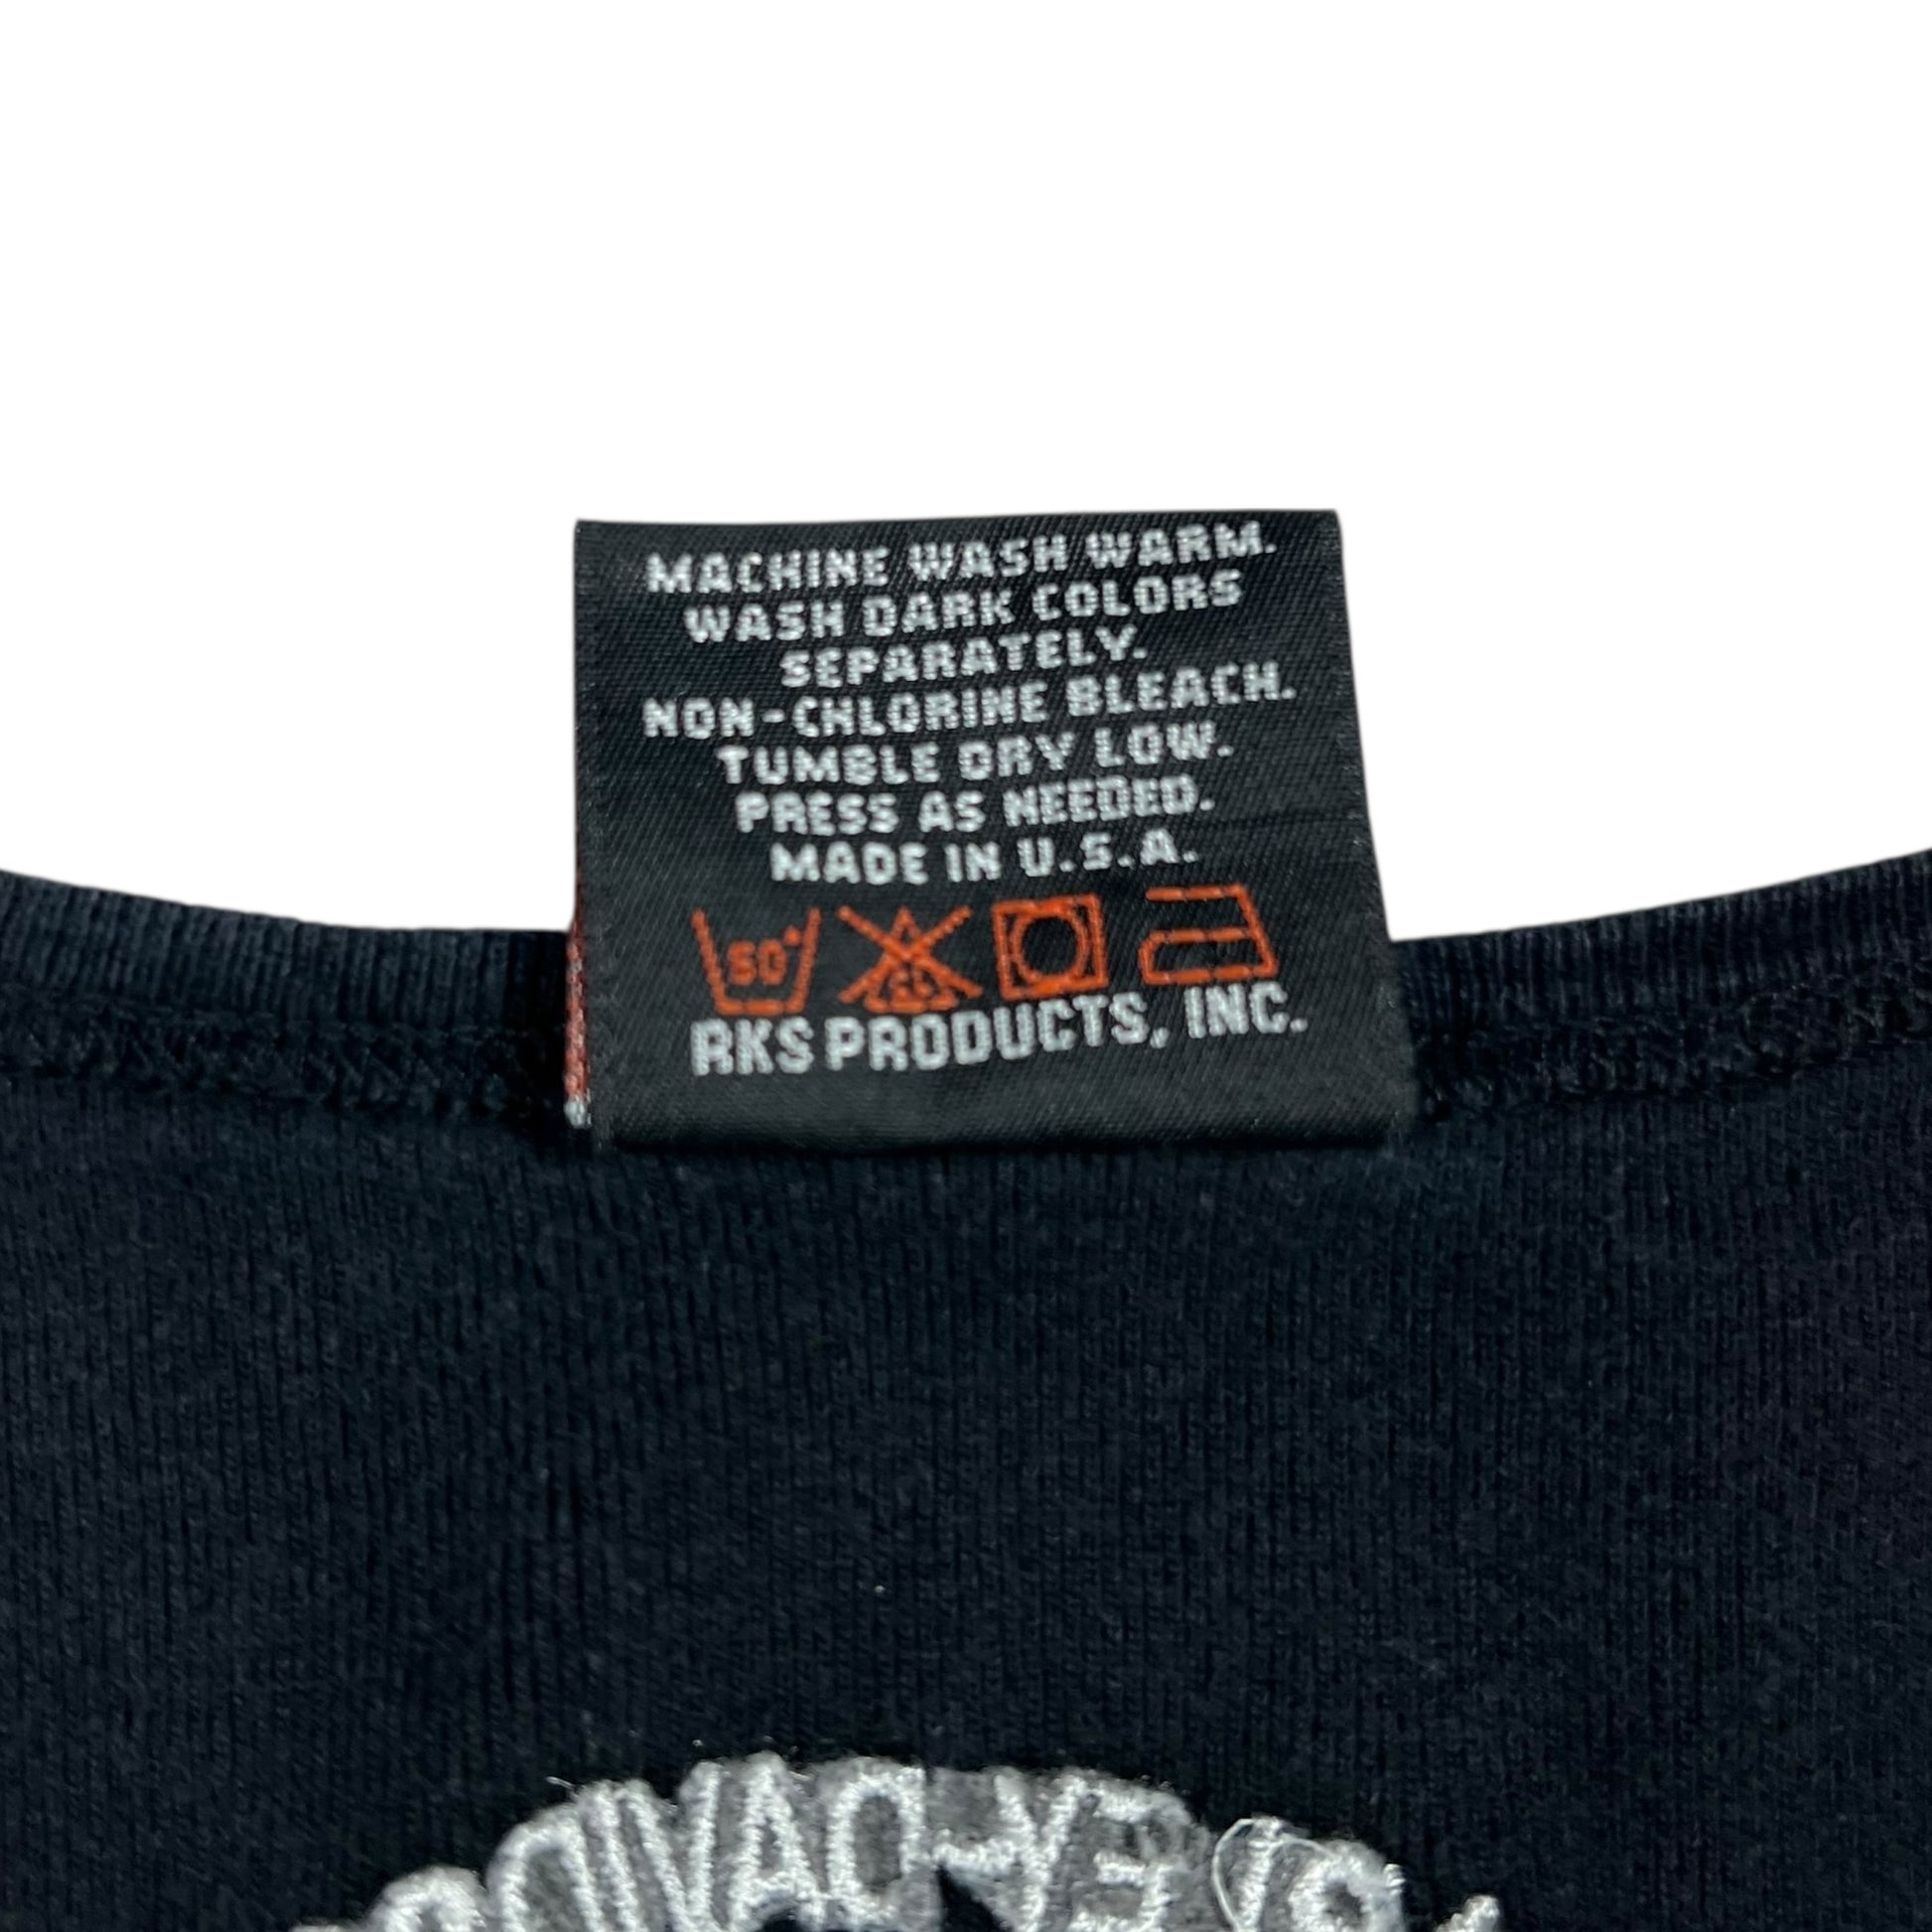 MACHINE WASH WARM.
WASH DARK COLORS
SEPARATELY.
NON-CHLORINE BLEACH.
TUMBLE DRY LOW.
PRESS AS NEEDED.
MADE IN U.S.A.
50°
RKS PRODUCTS, INC.